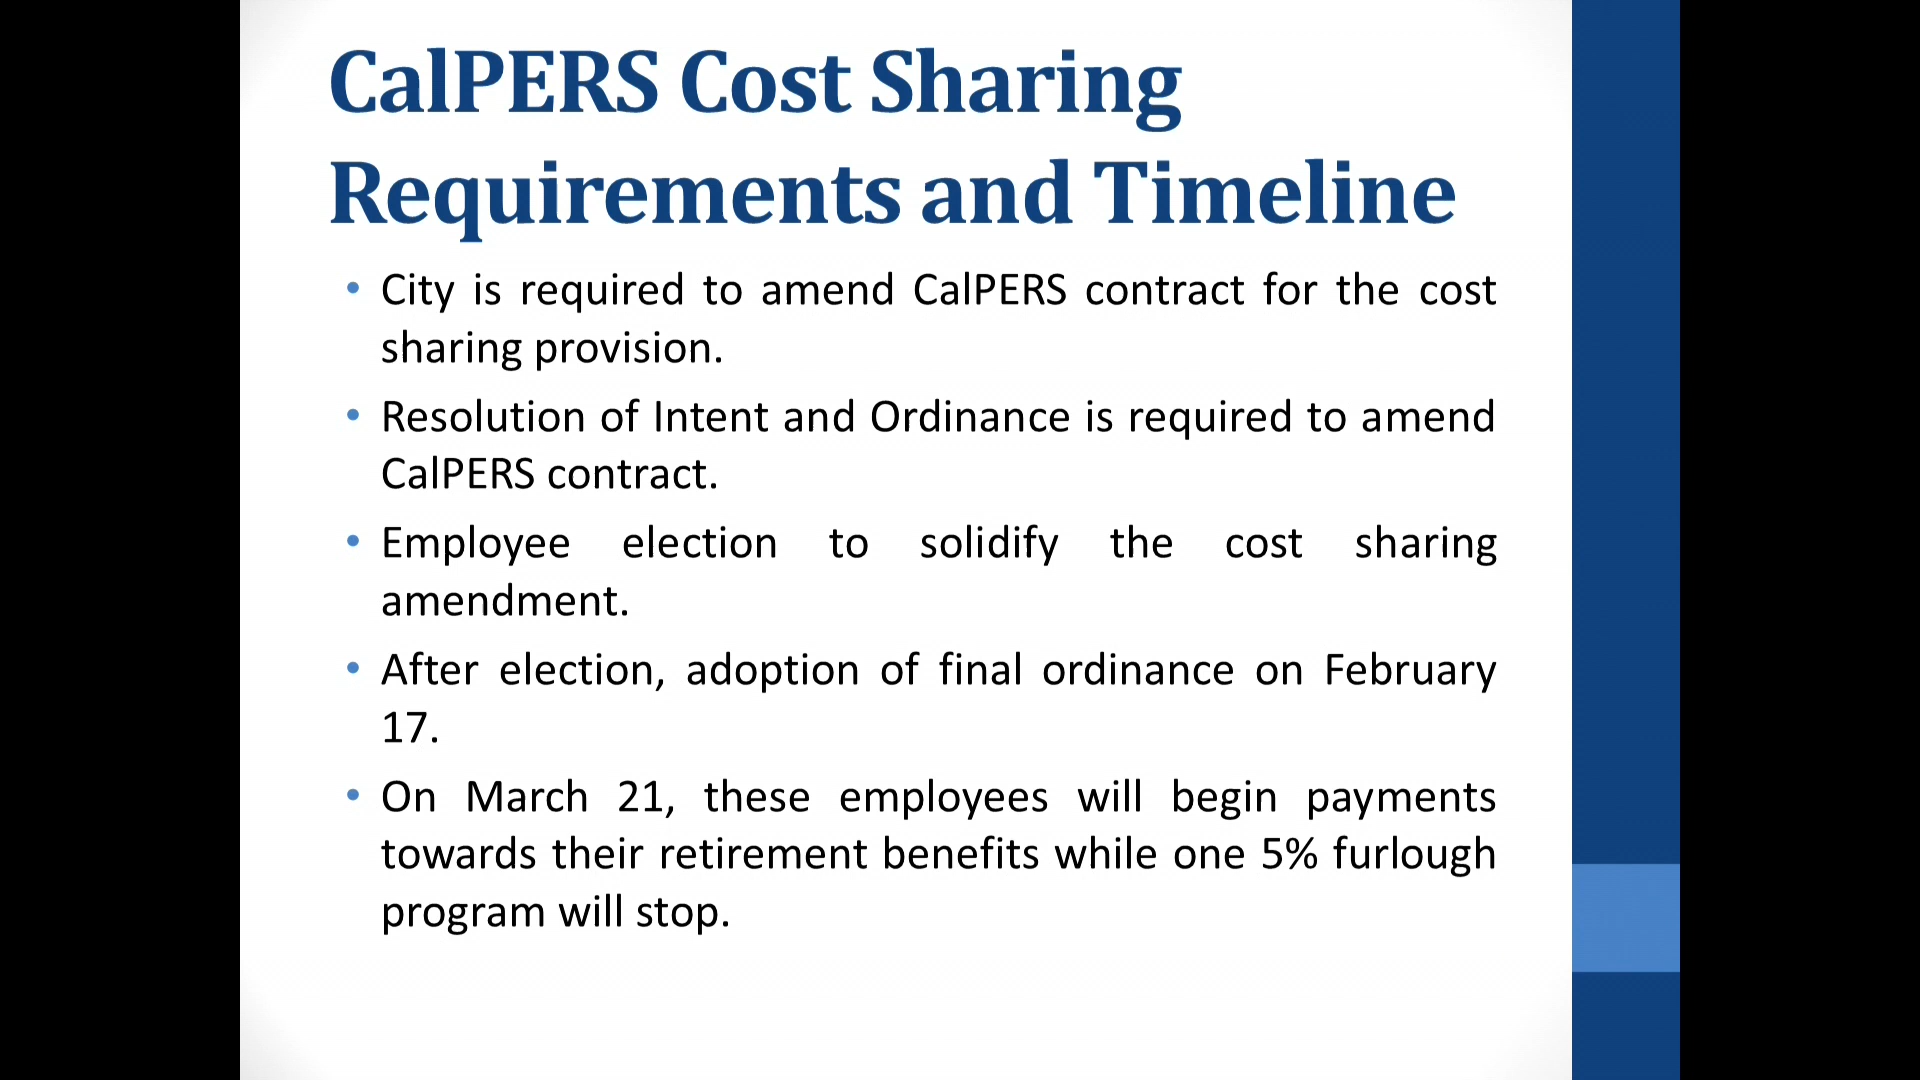 CalPERS Cost Sharing
Requirements and Timeline
• City is required to amend CalPERS contract for the cost
sharing provision.
• Resolution of Intent and Ordinance is required to amend
CalPERS contract.
• Employee election to solidify the cost sharing
amendment.
• After election, adoption of final ordinance on February
17.
• On March 21, these employees will begin payments
towards their retirement benefits while one 5% furlough
program will stop.